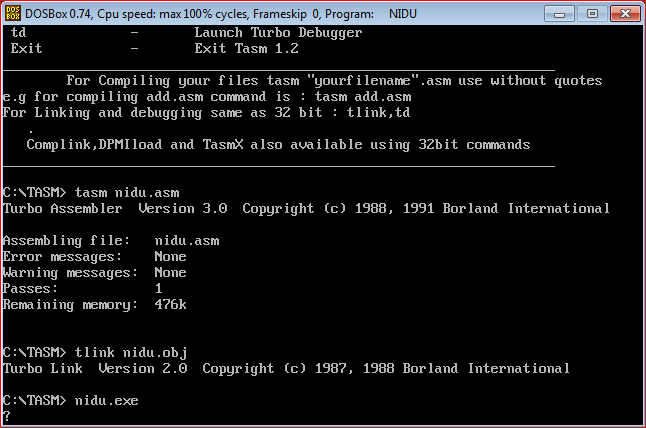 DOSBox 0.74, Cpu speed: max 100% cycles, Frameskip 0, Program: NIDU
td - Launch Turbo Debugger
Exit - Exit Tasm 1.2
For Compiling your files tasm "yourfilename".asm use without quotes
e.g for compiling add.asm command is : tasm add.asm
For Linking and debugging same as 32 bit : tlink,td
.
Complink,DPMIload and TasmX also available using 32bit commands
C:\TASM> tasm nidu.asm
Turbo Assembler Version 3.0 Copyright (c) 1988, 1991 Borland International
Assembling file: nidu.asm
Error messages: None
Warning messages: None
Passes: 1
Remaining memory: 476k
C:\TASM> tlink nidu.obj
Turbo Link Version 2.0 Copyright (c) 1987, 1988 Borland International
C:\TASM> nidu.exe
?